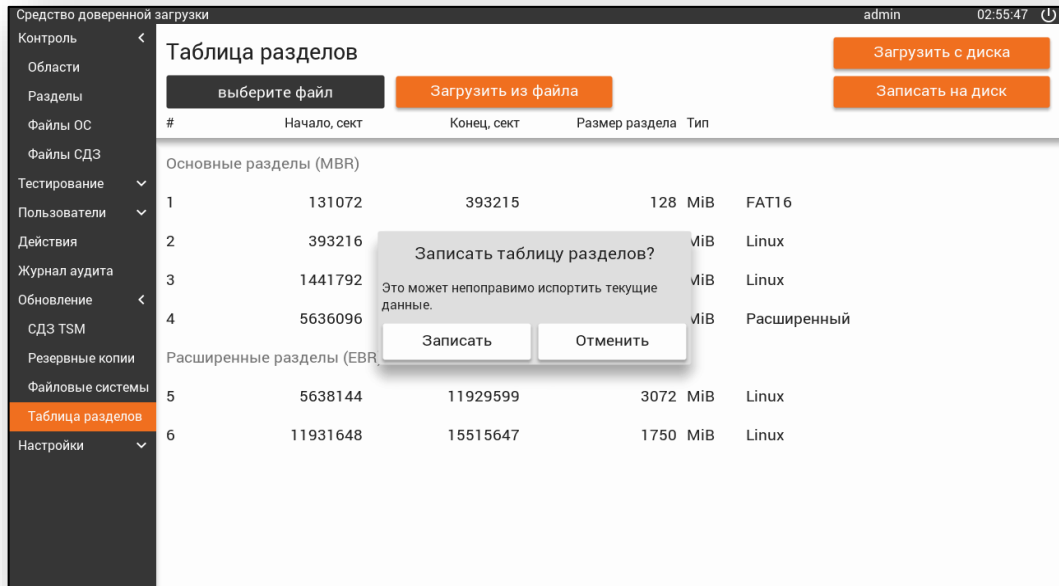 Средство доверенной загрузки admin 02:55:47
Контроль
Области
Разделы
Файлы ОС
Файлы СДЗ
Тестирование
Пользователи
Действия
Журнал аудита
Обновление
СДЗ TSM
Резервные копии
Файловые системы
Таблица разделов
Настройки
Таблица разделов
Загрузить с диска
выберите файл Загрузить из файла Записать на диск
# Начало, сект Конец, сект Размер раздела Тип
Основные разделы (MBR)
1 131072 393215 128 MiB FAT16
2 393216 MiB Linux
3 1441792 MiB Linux
4 5636096 MiB Расширенный
Расширенные разделы (EBR
5 5638144 11929599 3072 MiB Linux
6 11931648 15515647 1750 MiB Linux
Записать таблицу разделов?
Это может непоправимо испортить текущие
данные.
Записать Отменить